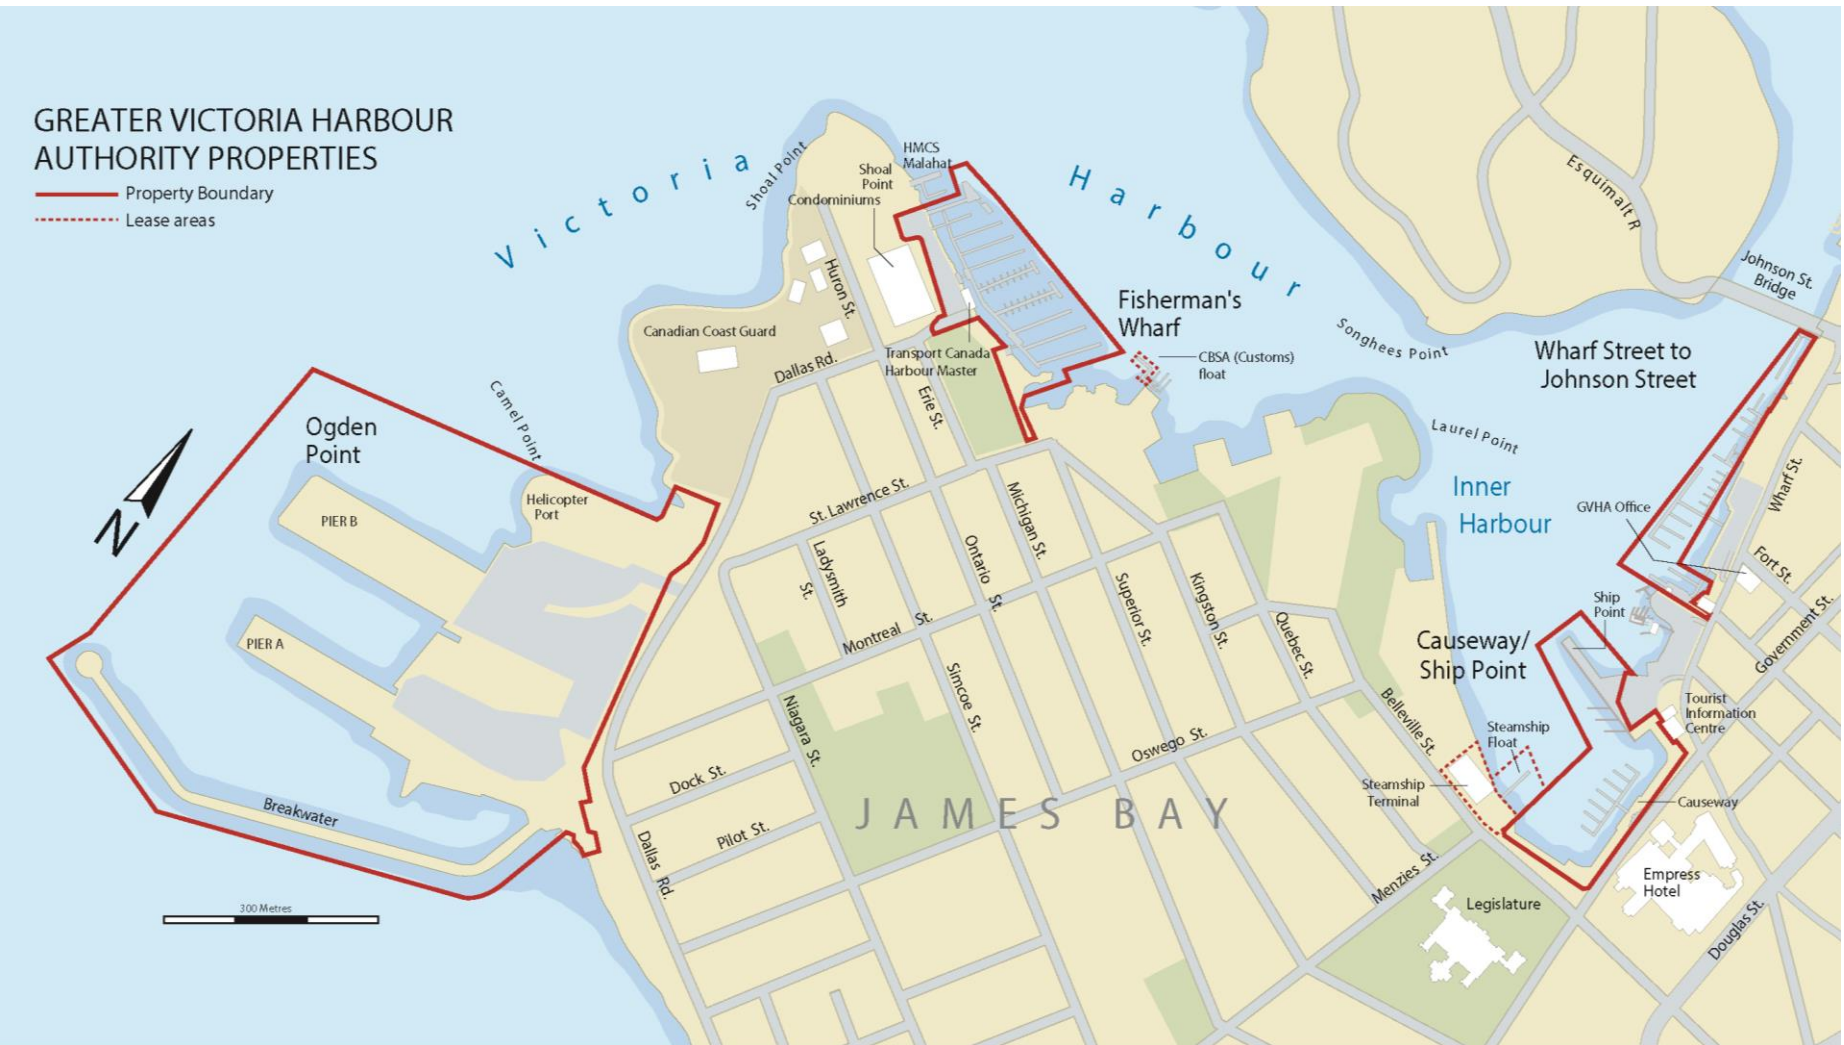 GREATER VICTORIA HARBOUR
AUTHORITY PROPERTIES
Property Boundary
Lease areas
Victoria
Harbour
Shoal Point
HMCS
Malahat
Shoal
Point
Condominiums
Huron St.
Canadian Coast Guard
Dallas Rd.
Transport Canada
Harbour Master
Erie St.
Fisherman's
Wharf
CBSA (Customs)
float
Songhees Point
Esquimalt R
Johnson St.
Bridge
Wharf Street to
Johnson Street
Laurel Point
Inner
Harbour
GVHA Office
Wharf St.
Fort St.
Government St.
Ship
Point
Causeway/
Ship Point
Tourist
Information
Centre
Steamship
Float
Steamship
Terminal
Causeway
Empress
Hotel
Legislature
Douglas St.
Menzies St.
Belleville St.
Quebec St.
Kingston St.
Superior St.
Michigan St.
Ontario St.
St. Lawrence St.
Ladysmith
St.
Montreal St.
Simcoe St.
Niagara St.
Oswego St.
Dock St.
Pilot St.
Dallas Rd.
JAMES BAY
Camel Point
Ogden
Point
Helicopter
Port
PIER B
PIER A
Breakwater
N
300 Metres